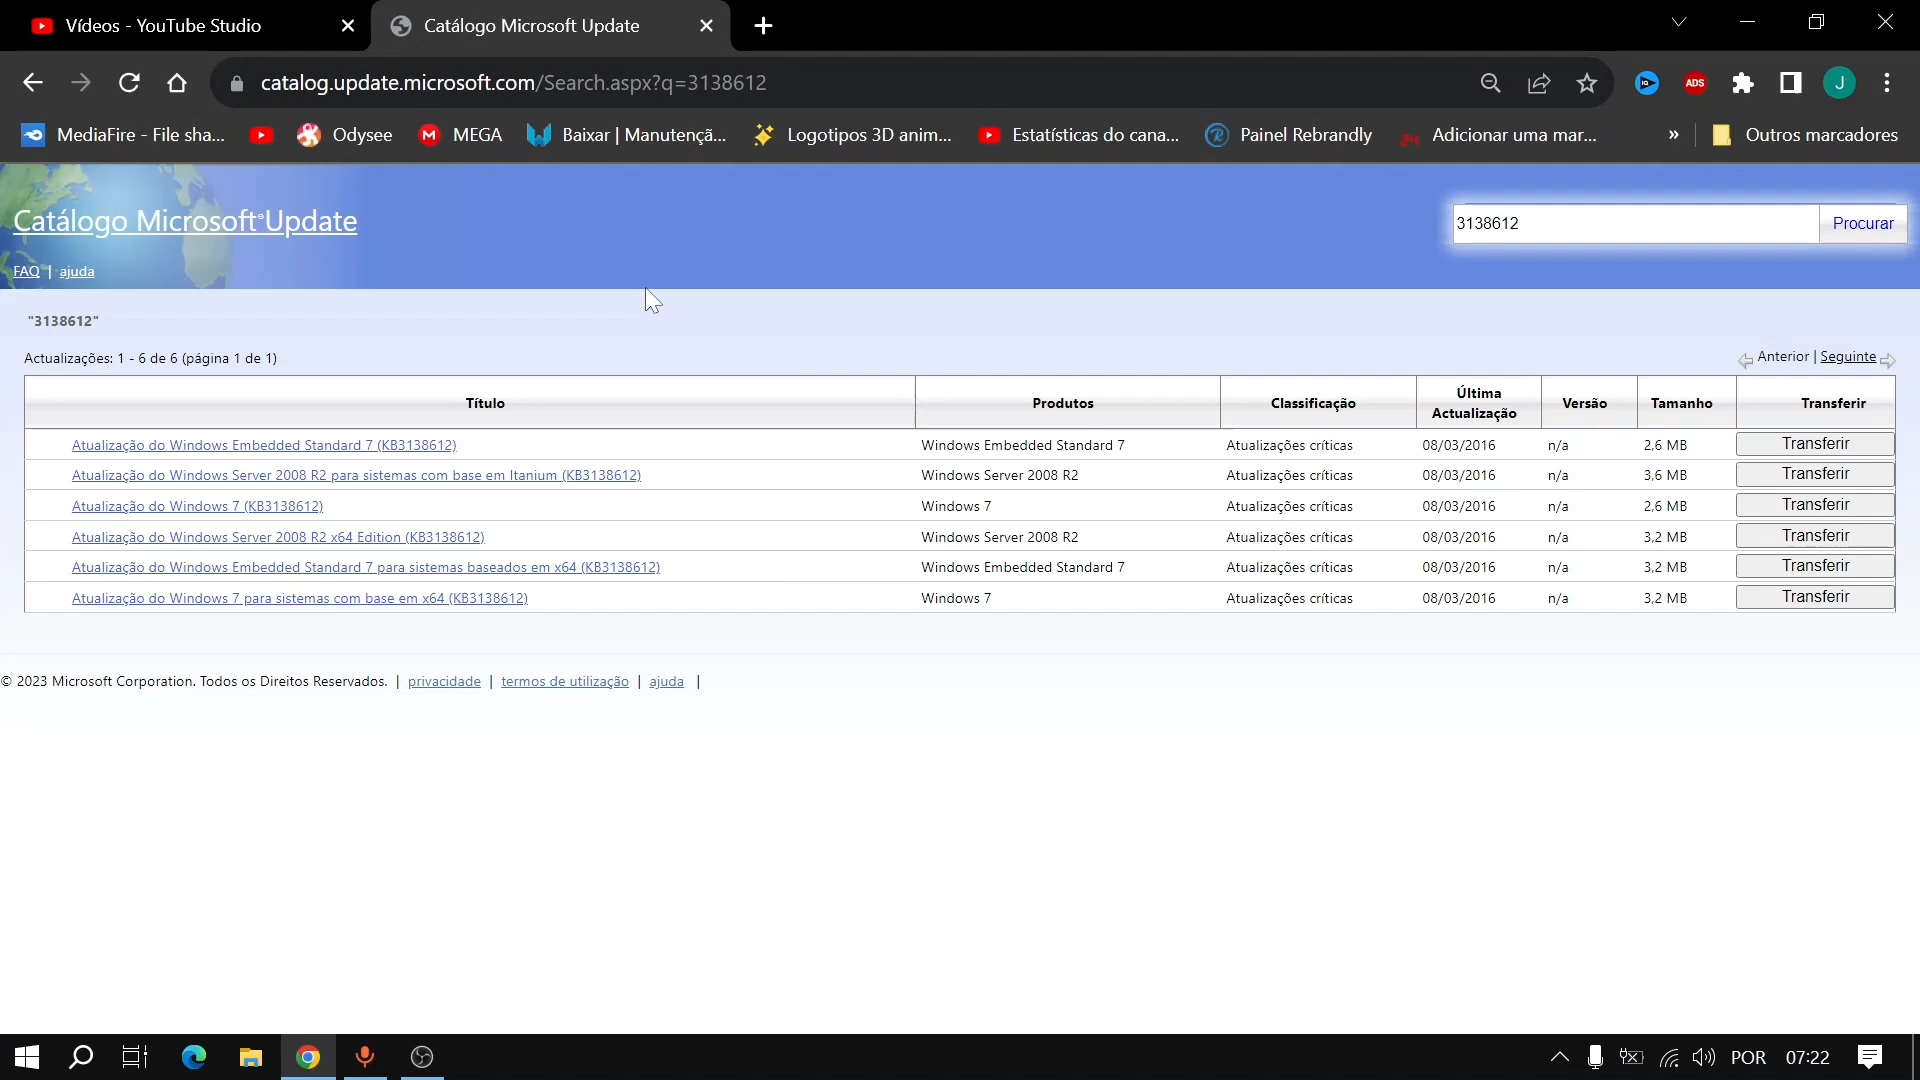 Vídeos - YouTube Studio
Catálogo Microsoft Update
catalog.update.microsoft.com/Search.aspx?q=3138612
ADS
J
MediaFire - File sha...
Odysee
MEGA
Baixar | Manutençã...
Logotipos 3D anim...
Estatísticas do cana...
Painel Rebrandly
Adicionar uma mar...
»
Outros marcadores
Catálogo Microsoft®Update
3138612
Procurar
FAQ | ajuda
"3138612"
Actualizações: 1 - 6 de 6 (página 1 de 1)
Anterior | Seguinte
Título Produtos Classificação Última Actualização Versão Tamanho Transferir
Atualização do Windows Embedded Standard 7 (KB3138612) Windows Embedded Standard 7 Atualizações críticas 08/03/2016 n/a 2,6 MB Transferir
Atualização do Windows Server 2008 R2 para sistemas com base em Itanium (KB3138612) Windows Server 2008 R2 Atualizações críticas 08/03/2016 n/a 3,6 MB Transferir
Atualização do Windows 7 (KB3138612) Windows 7 Atualizações críticas 08/03/2016 n/a 2,6 MB Transferir
Atualização do Windows Server 2008 R2 x64 Edition (KB3138612) Windows Server 2008 R2 Atualizações críticas 08/03/2016 n/a 3,2 MB Transferir
Atualização do Windows Embedded Standard 7 para sistemas baseados em x64 (KB3138612) Windows Embedded Standard 7 Atualizações críticas 08/03/2016 n/a 3,2 MB Transferir
Atualização do Windows 7 para sistemas com base em x64 (KB3138612) Windows 7 Atualizações críticas 08/03/2016 n/a 3,2 MB Transferir
© 2023 Microsoft Corporation. Todos os Direitos Reservados. | privacidade | termos de utilização | ajuda |
POR 07:22